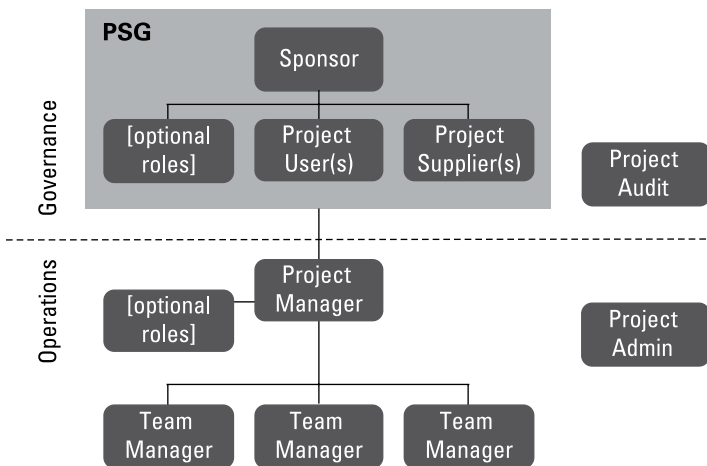 PSG
Sponsor
[optional
roles]
Project
User(s)
Project
Supplier(s)
Governance
Project
Audit
Project
Manager
[optional
roles]
Operations
Project
Admin
Team
Manager
Team
Manager
Team
Manager